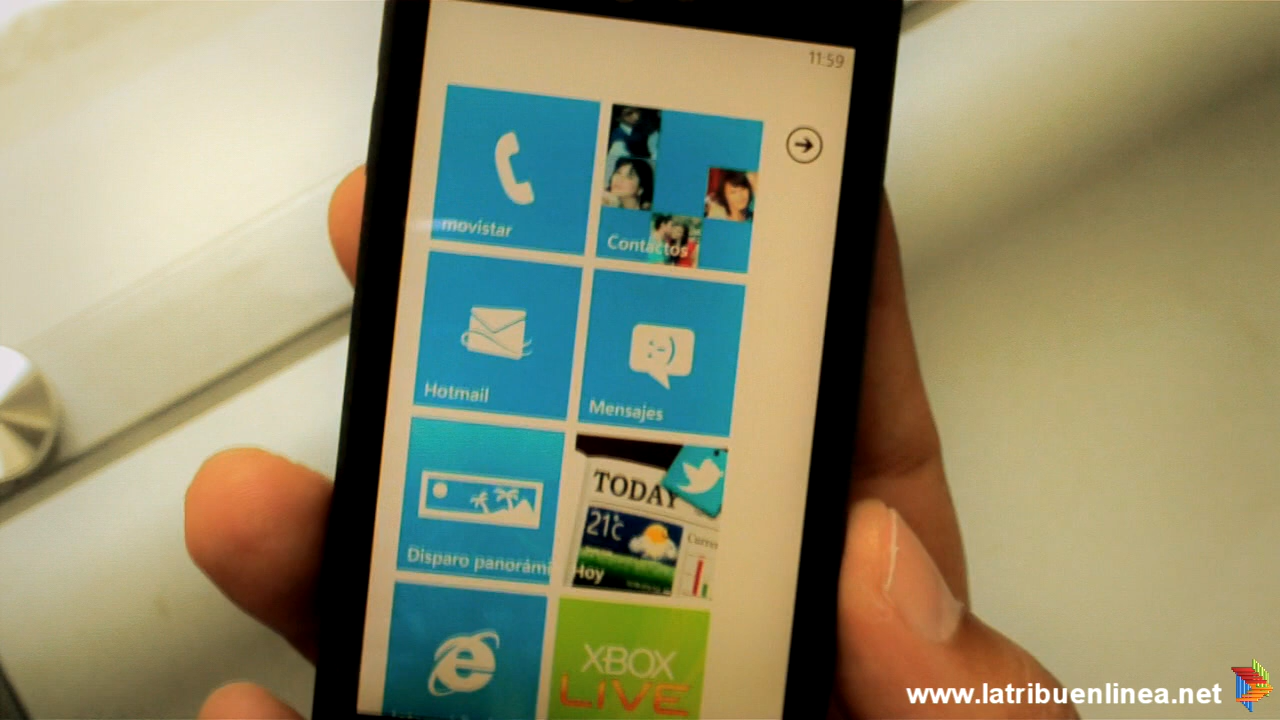 11:59
movistar
Contactos
Hotmail
Mensajes
TODAY
21°c
Disparo panorámi
Hoy
XBOX
LIVE
www.latribuenlinea.net